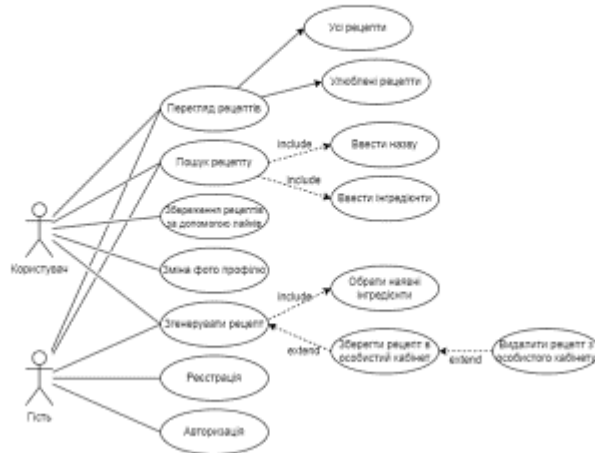 Усі рецепти
Улюблені рецепти
Перегляд рецептів
include
Ввести назву
Пошук рецепту
include
Ввести інгредієнти
Збереження рецептів
за допомогою лайків
Користувач
Зміна фото профілю
Обрати наявні
інгредієнти
include
Згенерувати рецепт
extend
Зберегти рецепт в
особистий кабінет
extend
Видалити рецепт з
особистого кабінету
Реєстрація
Гість
Авторизація